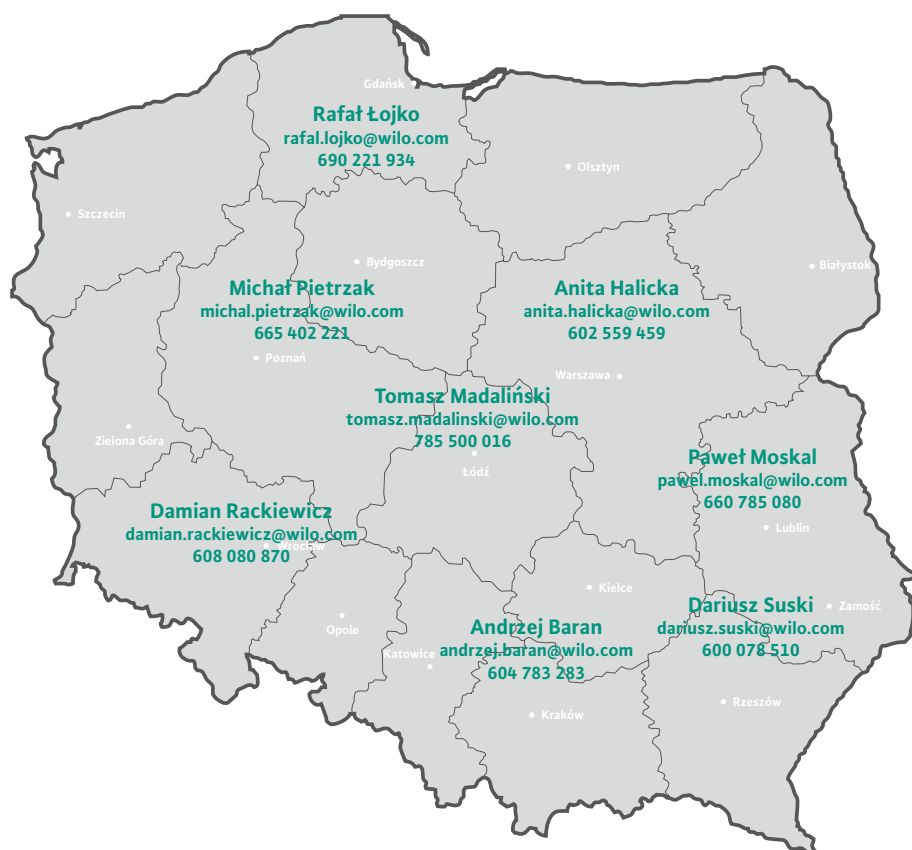 Gdańsk
Rafał Łojko
rafal.lojko@wilo.com
690 221 934
Olsztyn
Szczecin
Bydgoszcz
Białystok
Michał Pietrzak
michal.pietrzak@wilo.com
665 402 221
Anita Halicka
anita.halicka@wilo.com
602 559 459
Poznań
Warszawa
Tomasz Madaliński
tomasz.madalinski@wilo.com
785 500 016
Łódź
Zielona Góra
Paweł Moskal
pawel.moskal@wilo.com
660 785 080
Lublin
Damian Rackiewicz
damian.rackiewicz@wilo.com
608 080 870
Wrocław
Kielce
Opole
Dariusz Suski
dariusz.suski@wilo.com
600 078 510
Zamość
Andrzej Baran
andrzej.baran@wilo.com
604 783 283
Katowice
Rzeszów
Kraków